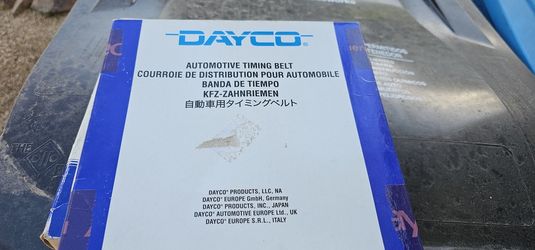 DAYCO®
AUTOMOTIVE TIMING BELT
COURROIE DE DISTRIBUTION POUR AUTOMOBILE
BANDA DE TIEMPO
KFZ-ZAHNRIEMEN
自動車用タイミングベルト
DAYCO® PRODUCTS, LLC, NA
DAYCO® EUROPE GmbH, Germany
DAYCO® PRODUCTS, INC., JAPAN
DAYCO® AUTOMOTIVE EUROPE Ltd., UK
DAYCO® EUROPE S.R.L., ITALY